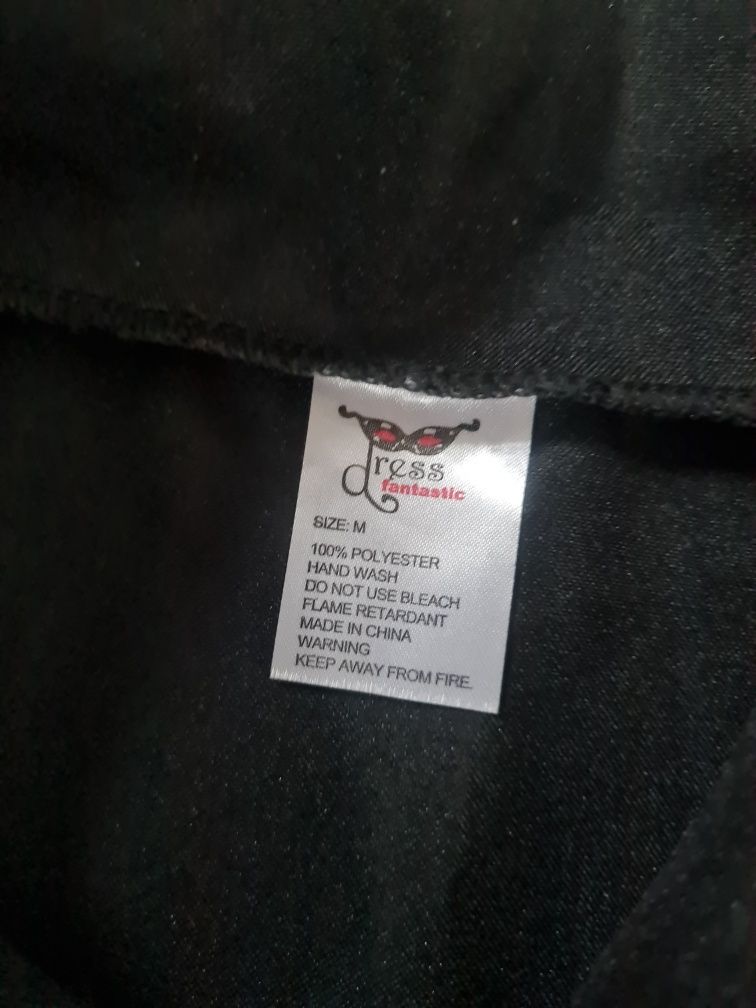 dress
fantastic
SIZE: M
100% POLYESTER
HAND WASH
DO NOT USE BLEACH
FLAME RETARDANT
MADE IN CHINA
WARNING
KEEP AWAY FROM FIRE.